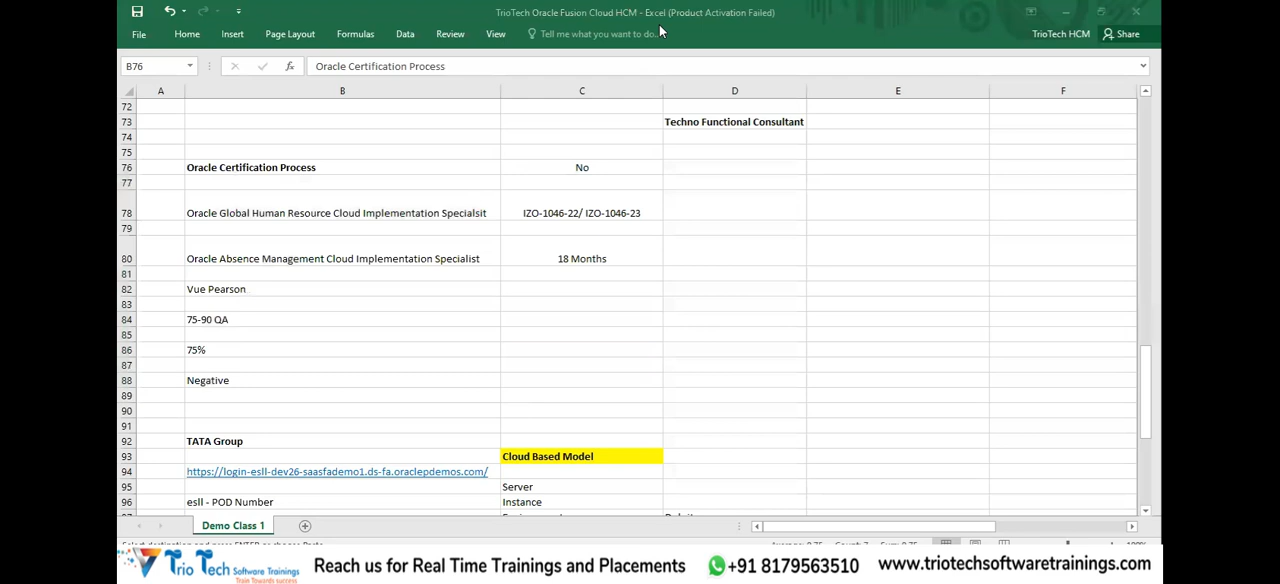 TrioTech Oracle Fusion Cloud HCM - Excel (Product Activation Failed)
File Home Insert Page Layout Formulas Data Review View Tell me what you want to do... TrioTech HCM Share
B76 fx Oracle Certification Process
A B C D E F
72
73 Techno Functional Consultant
74
75
76 Oracle Certification Process No
77
78 Oracle Global Human Resource Cloud Implementation Specialsit IZO-1046-22/ IZO-1046-23
79
80 Oracle Absence Management Cloud Implementation Specialist 18 Months
81
82 Vue Pearson
83
84 75-90 QA
85
86 75%
87
88 Negative
89
90
91
92 TATA Group
93 Cloud Based Model
94 https://login-esll-dev26-saasfademo1.ds-fa.oraclepdemos.com/
95 Server
96 esll - POD Number Instance
Demo Class 1
Trio Tech Software Trainings
Train Towards success
Reach us for Real Time Trainings and Placements +91 8179563510 www.triotechsoftwaretrainings.com